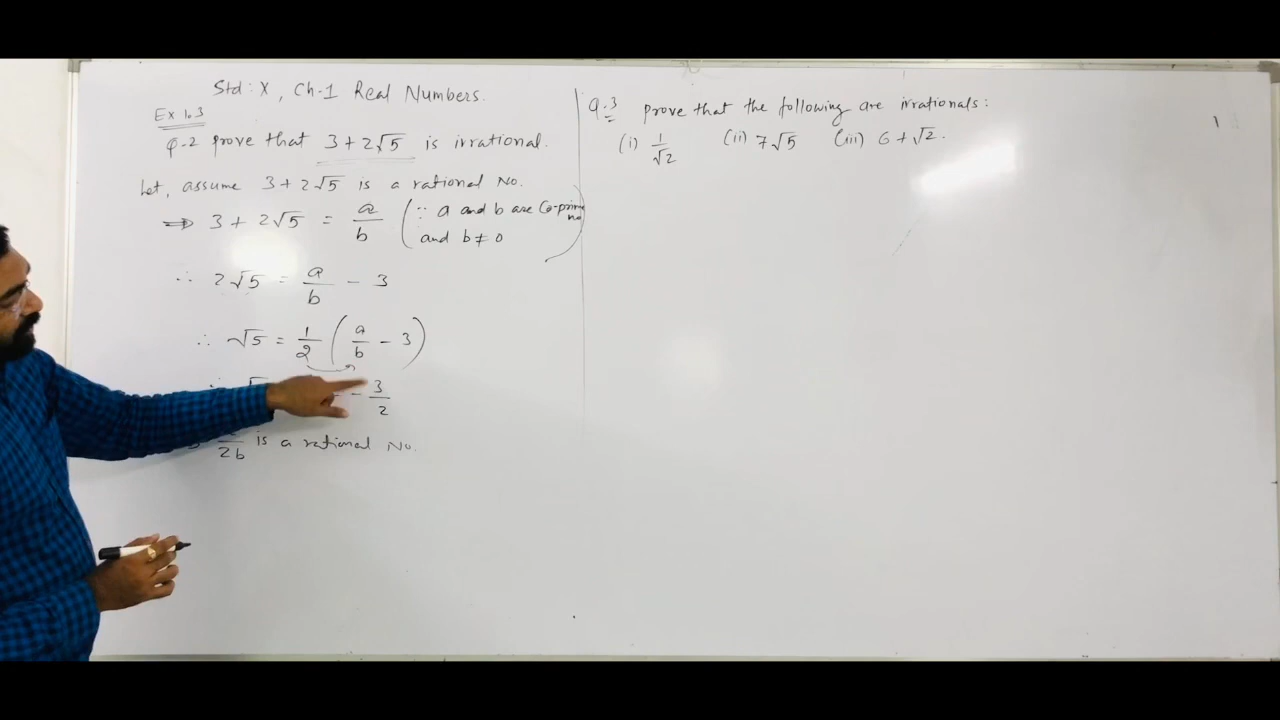 Std : X , Ch-1 Real Numbers.
Ex 1.3
Q-2 prove that 3 + 2√5 is irrational.
Let, assume 3 + 2√5 is a rational No.
⇒ 3 + 2√5 = a/b (∵ a and b are Co-prime no and b ≠ 0)
∴ 2√5 = a/b - 3
∴ √5 = 1/2 (a/b - 3)
- 3/2
2b is a rational No.
Q.3 prove that the following are irrationals :
(i) 1/√2 (ii) 7√5 (iii) 6 + √2.